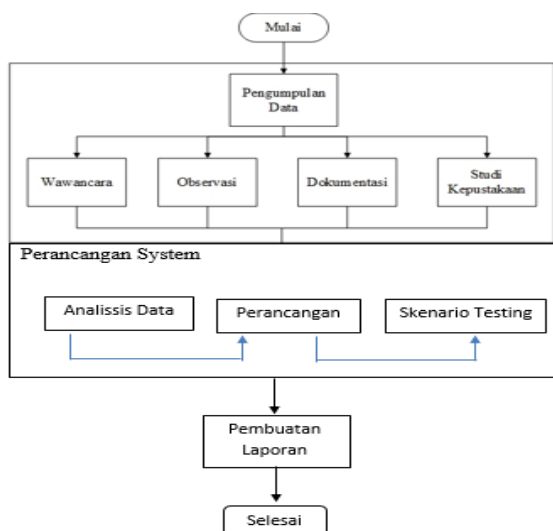 Mulai
Pengumpulan
Data
Wawancara
Observasi
Dokumentasi
Studi
Kepustakaan
Perancangan System
Analissis Data
Perancangan
Skenario Testing
Pembuatan
Laporan
Selesai